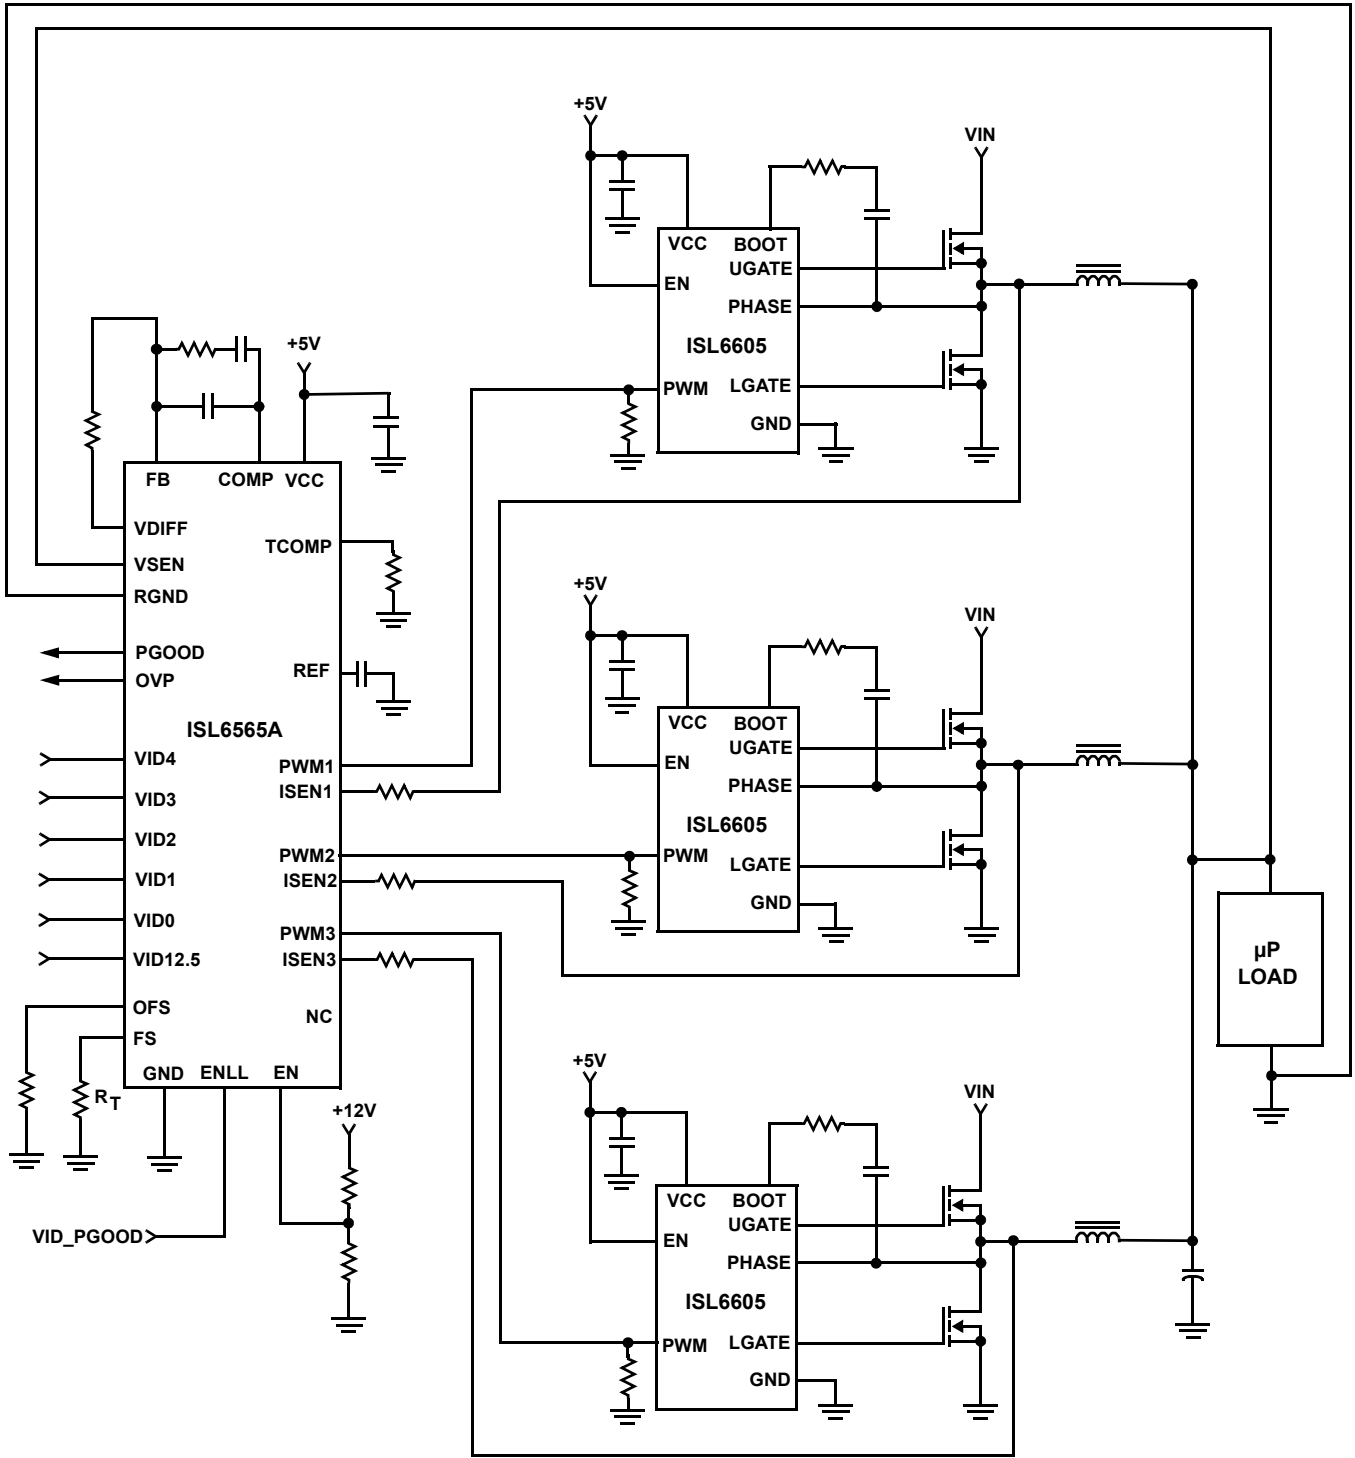 +5V
VIN
VCC
BOOT
UGATE
EN
PHASE
ISL6605
PWM
LGATE
GND
+5V
FB
COMP
VCC
VDIFF
TCOMP
VSEN
RGND
PGOOD
REF
OVP
ISL6565A
VID4
PWM1
VID3
ISEN1
VID2
PWM2
VID1
ISEN2
VID0
PWM3
VID12.5
ISEN3
OFS
NC
FS
GND
ENLL
EN
RT
+12V
VID_PGOOD
+5V
VIN
VCC
BOOT
UGATE
EN
PHASE
ISL6605
PWM
LGATE
GND
µP
LOAD
+5V
VIN
VCC
BOOT
UGATE
EN
PHASE
ISL6605
PWM
LGATE
GND